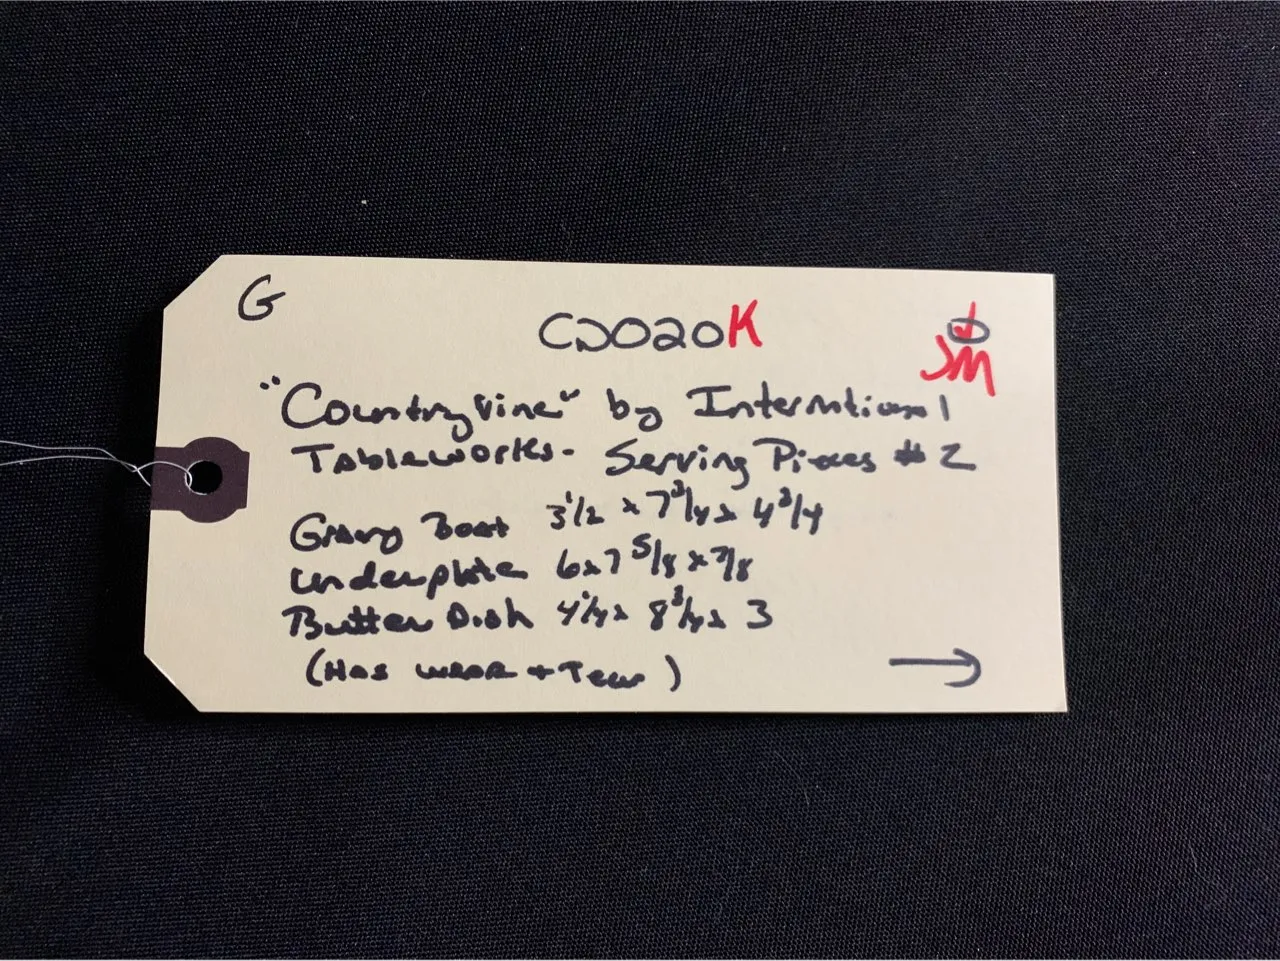 G
CJ020K
JM
"Countryvine" by International
Tableworks - Serving Pieces #2
Gravy Boat 3 1/2 x 7 3/4 x 4 3/4
underplate 6 x 7 5/8 x 7/8
Butter Dish 4 1/4 x 8 3/4 x 3
(Has wear + Tear)
→